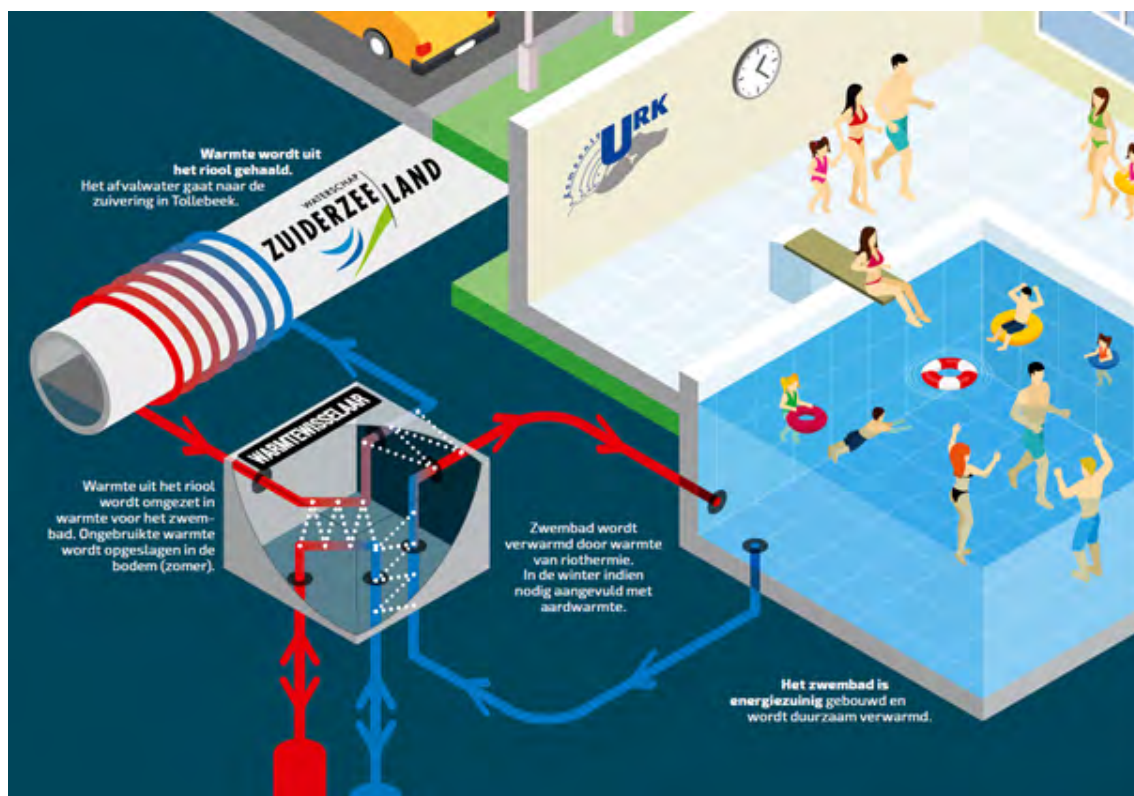 Warmte wordt uit
het riool gehaald.
Het afvalwater gaat naar de
zuivering in Tollebeek.
WATERSCHAP
ZUIDERZEELAND
gemeente
URK
WARMTEWISSELAAR
Warmte uit het riool
wordt omgezet in
warmte voor het zwem-
bad. Ongebruikte warmte
wordt opgeslagen in de
bodem (zomer).
Zwembad wordt
verwarmd door warmte
van riothermie.
In de winter indien
nodig aangevuld met
aardwarmte.
Het zwembad is
energiezuinig gebouwd en
wordt duurzaam verwarmd.